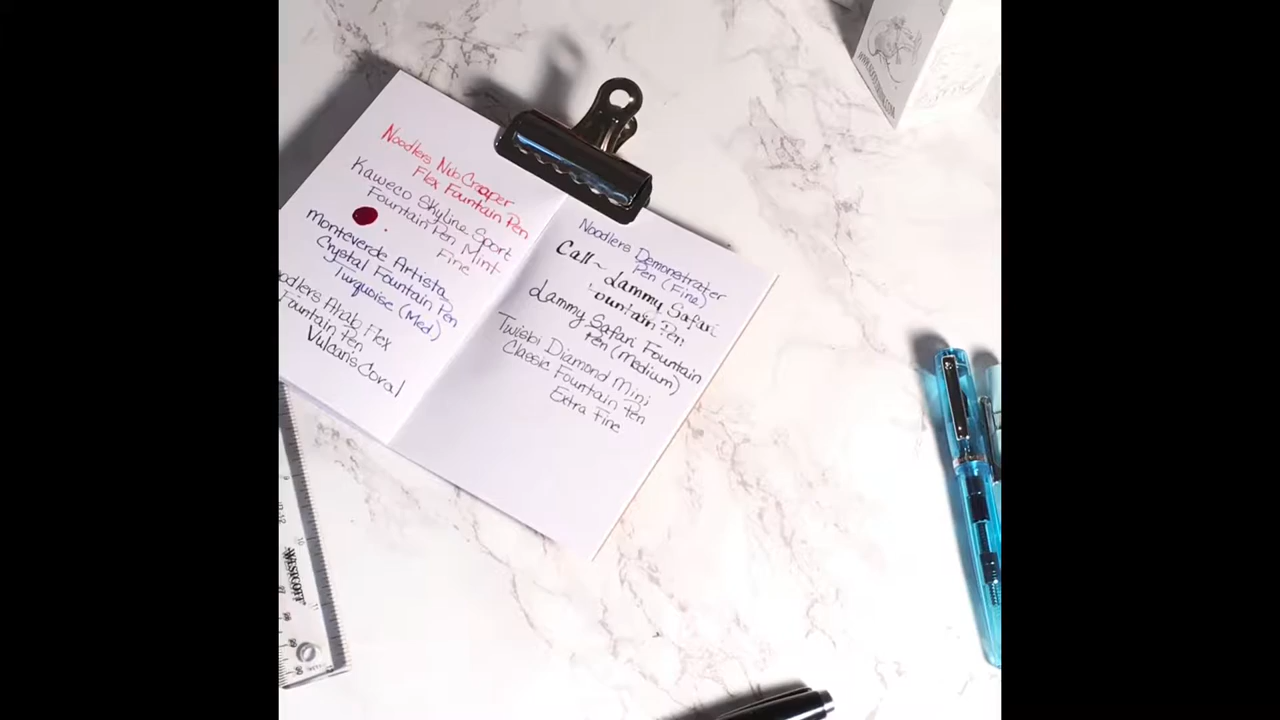 Noodlers Nib Creaper
Flex Fountain Pen
Kaweco Skyline Sport
Fountain Pen Mint
Fine
Monteverde Artista
Crystal Fountain Pen
Turquoise (Med)
oodlers Ahab Flex
Fountain Pen
Vulcan's Coral
Noodlers Demonstrater
Pen (Fine)
Call~ Lammy Safari
Fountain Pen
Lammy Safari Fountain
Pen (Medium)
Twisbi Diamond Mini
Classic Fountain Pen
Extra Fine
WESTCOTT